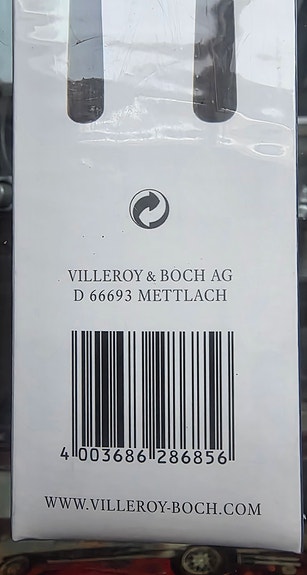 VILLEROY & BOCH AG
D 66693 METTLACH
4 003686 286856
WWW.VILLEROY-BOCH.COM